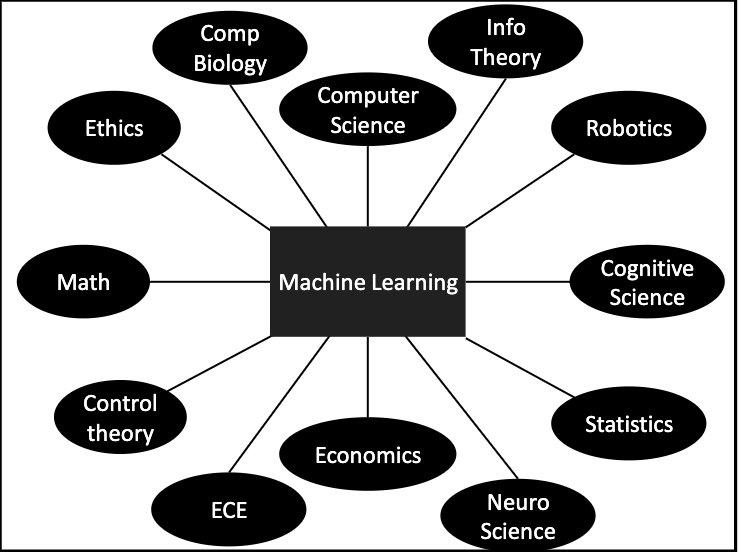 Comp
Biology
Info
Theory
Computer
Science
Ethics
Robotics
Math
Machine Learning
Cognitive
Science
Control
theory
Statistics
Economics
ECE
Neuro
Science